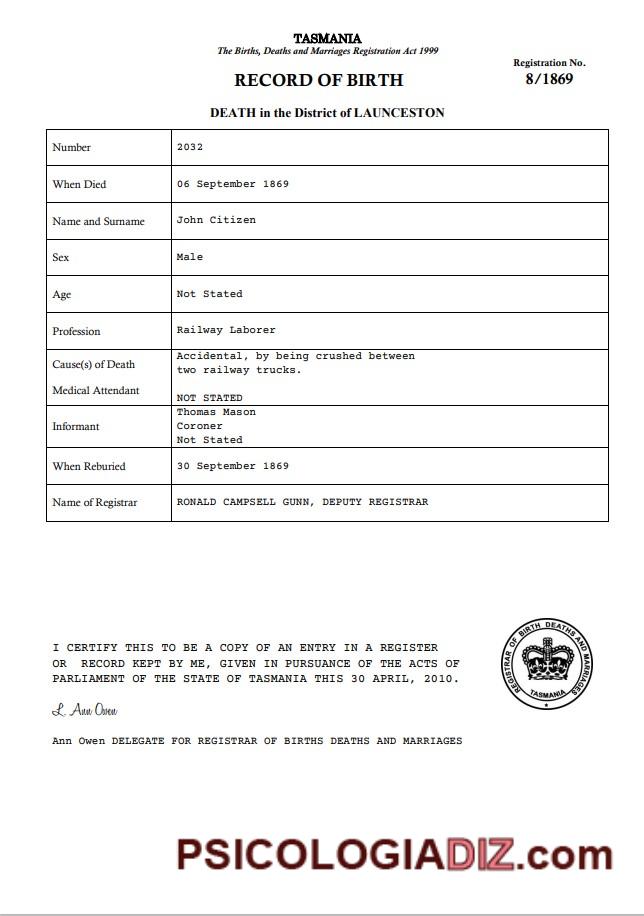 TASMANIA
The Births, Deaths and Marriages Registration Act 1999
Registration No.
8/1869
RECORD OF BIRTH
DEATH in the District of LAUNCESTON
Number 2032
When Died 06 September 1869
Name and Surname John Citizen
Sex Male
Age Not Stated
Profession Railway Laborer
Cause(s) of Death Accidental, by being crushed between
two railway trucks.
Medical Attendant NOT STATED
Informant Thomas Mason
Coroner
Not Stated
When Reburied 30 September 1869
Name of Registrar RONALD CAMPSELL GUNN, DEPUTY REGISTRAR
I CERTIFY THIS TO BE A COPY OF AN ENTRY IN A REGISTER
OR RECORD KEPT BY ME, GIVEN IN PURSUANCE OF THE ACTS OF
PARLIAMENT OF THE STATE OF TASMANIA THIS 30 APRIL, 2010.
L. Ann Owen
Ann Owen DELEGATE FOR REGISTRAR OF BIRTHS DEATHS AND MARRIAGES
REGISTRAR OF BIRTH DEATHS AND MARRIAGES
TASMANIA
PSICOLOGIADIZ.com